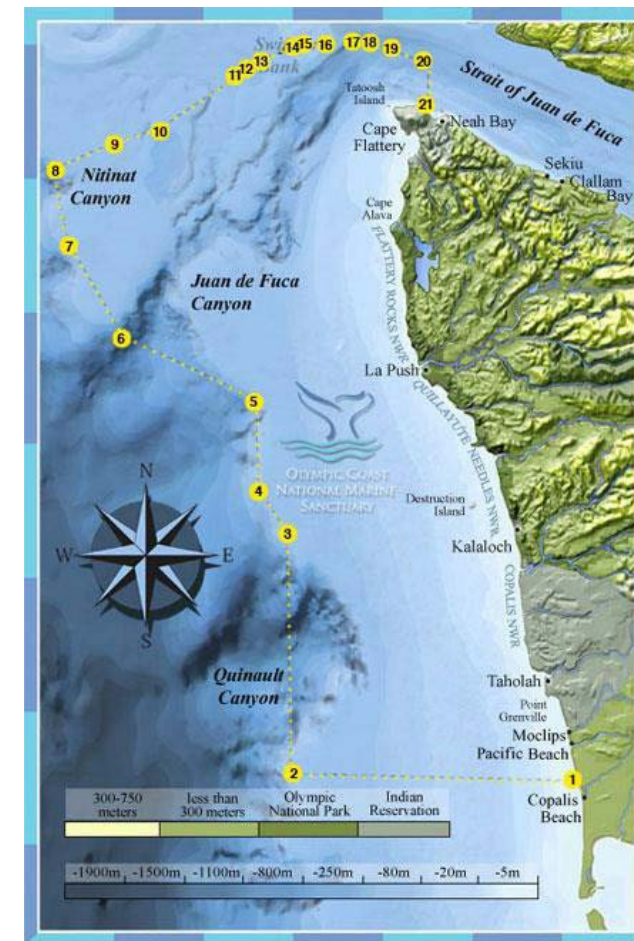 Swiftsure
Bank
14 15 16 17 18
19
13
12
11
20
Strait of Juan de Fuca
Tatoosh
Island
21
Neah Bay
Cape
Flattery
10
9
8
Sekiu
Clallam
Bay
Nitinat
Canyon
Cape
Alava
7
FLATTERY ROCKS NWR
Juan de Fuca
Canyon
6
La Push
5
QUILLAYUTE NEEDLES NWR
OLYMPIC COAST
NATIONAL MARINE
SANCTUARY
4
N
W
E
S
Destruction
Island
3
Kalaloch
COPALIS NWR
Quinault
Canyon
Taholah
Point
Grenville
Moclips
Pacific Beach
2
1
Copalis
Beach
300-750
meters
less than
300 meters
Olympic
National Park
Indian
Reservation
-1900m -1500m -1100m -800m -250m -80m -20m -5m